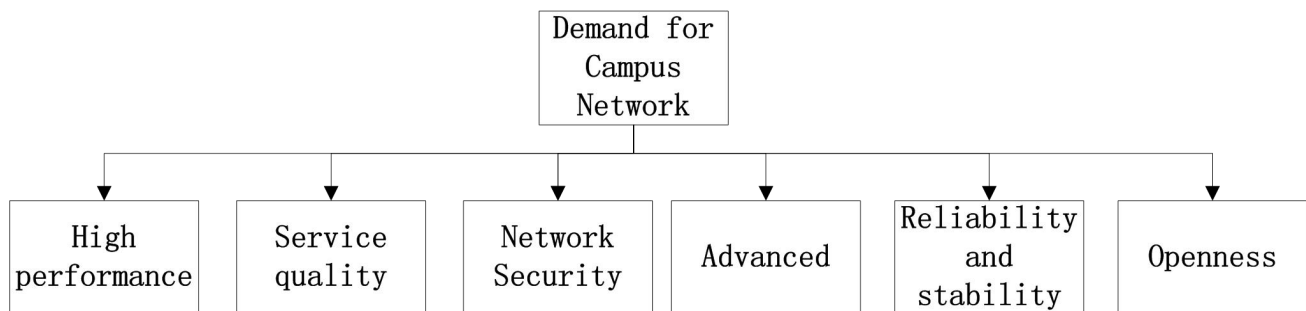 Demand for
Campus
Network
High
performance
Service
quality
Network
Security
Advanced
Reliability
and
stability
Openness